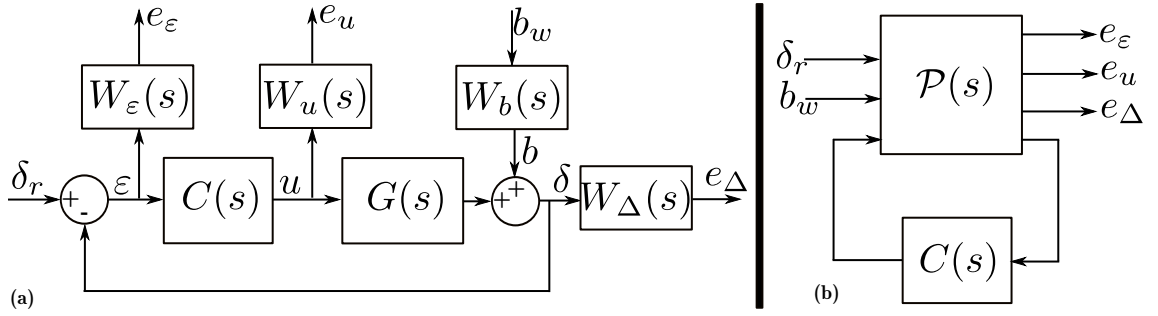 e_ε
e_u
b_w
W_ε(s)
W_u(s)
W_b(s)
b
δ_r
+
-
ε
C(s)
u
G(s)
+
+
δ
W_Δ(s)
e_Δ
(a)
δ_r
b_w
P(s)
e_ε
e_u
e_Δ
C(s)
(b)